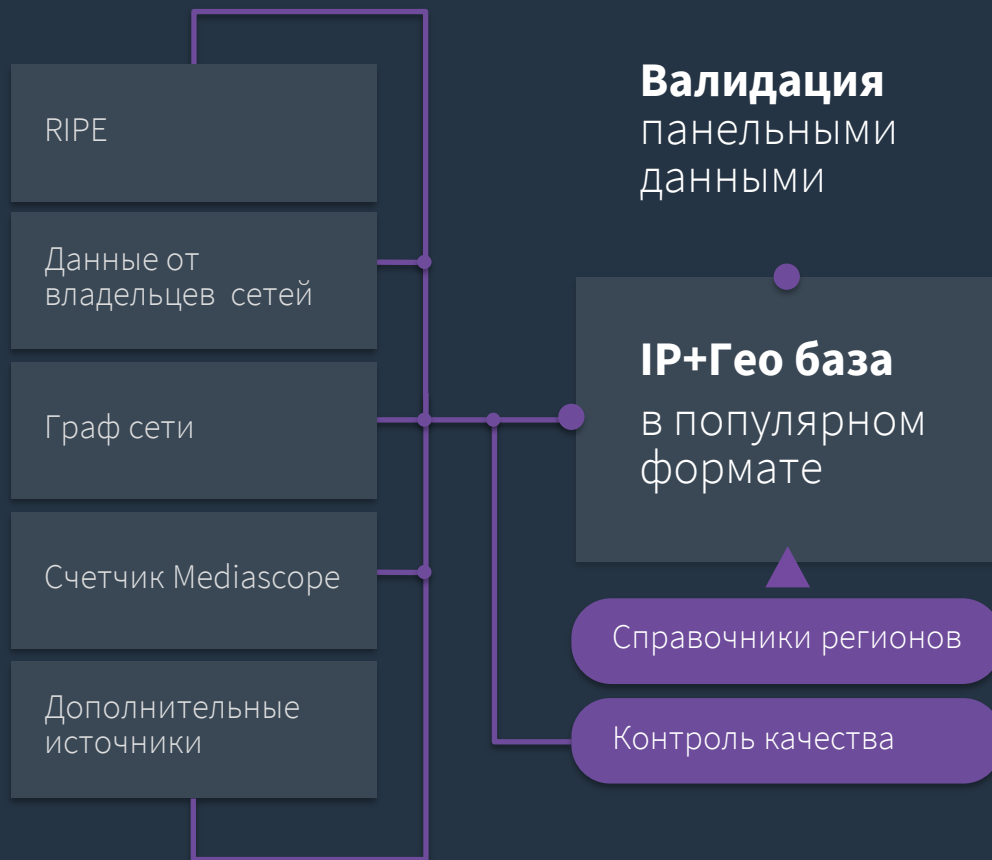 RIPE
Данные от
владельцев сетей
Граф сети
Счетчик Mediascope
Дополнительные
источники
Валидация
панельными
данными
IP+Гео база
в популярном
формате
Справочники регионов
Контроль качества